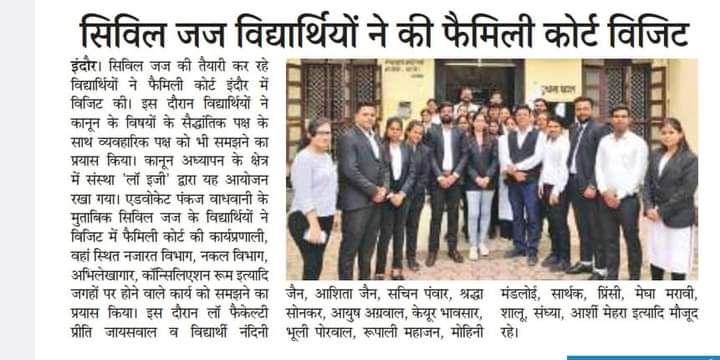 सिविल जज विद्यार्थियों ने की फैमिली कोर्ट विजिट
इंदौर। सिविल जज की तैयारी कर रहे
विद्यार्थियों ने फैमिली कोर्ट इंदौर में
विजिट की। इस दौरान विद्यार्थियों ने
कानून के विषयों के सैद्धांतिक पक्ष के
साथ व्यवहारिक पक्ष को भी समझने का
प्रयास किया। कानून अध्यापन के क्षेत्र
में संस्था 'लॉ इजी' द्वारा यह आयोजन
रखा गया। एडवोकेट पंकज वाधवानी के
मुताबिक सिविल जज के विद्यार्थियों ने
विजिट में फैमिली कोर्ट की कार्यप्रणाली,
वहां स्थित नजारत विभाग, नकल विभाग,
अभिलेखागार, कॉन्सिलिएशन रूम इत्यादि
जगहों पर होने वाले कार्य को समझने का
प्रयास किया। इस दौरान लॉ फैकेल्टी
प्रीति जायसवाल व विद्यार्थी नंदिनी
जैन, आशिता जैन, सचिन पंवार, श्रद्धा
सोनकर, आयुष अग्रवाल, केयूर भावसार,
भूली पोरवाल, रूपाली महाजन, मोहिनी
मंडलोई, सार्थक, प्रिंसी, मेघा मरावी,
शालू, संध्या, आर्शी मेहरा इत्यादि मौजूद
रहे।